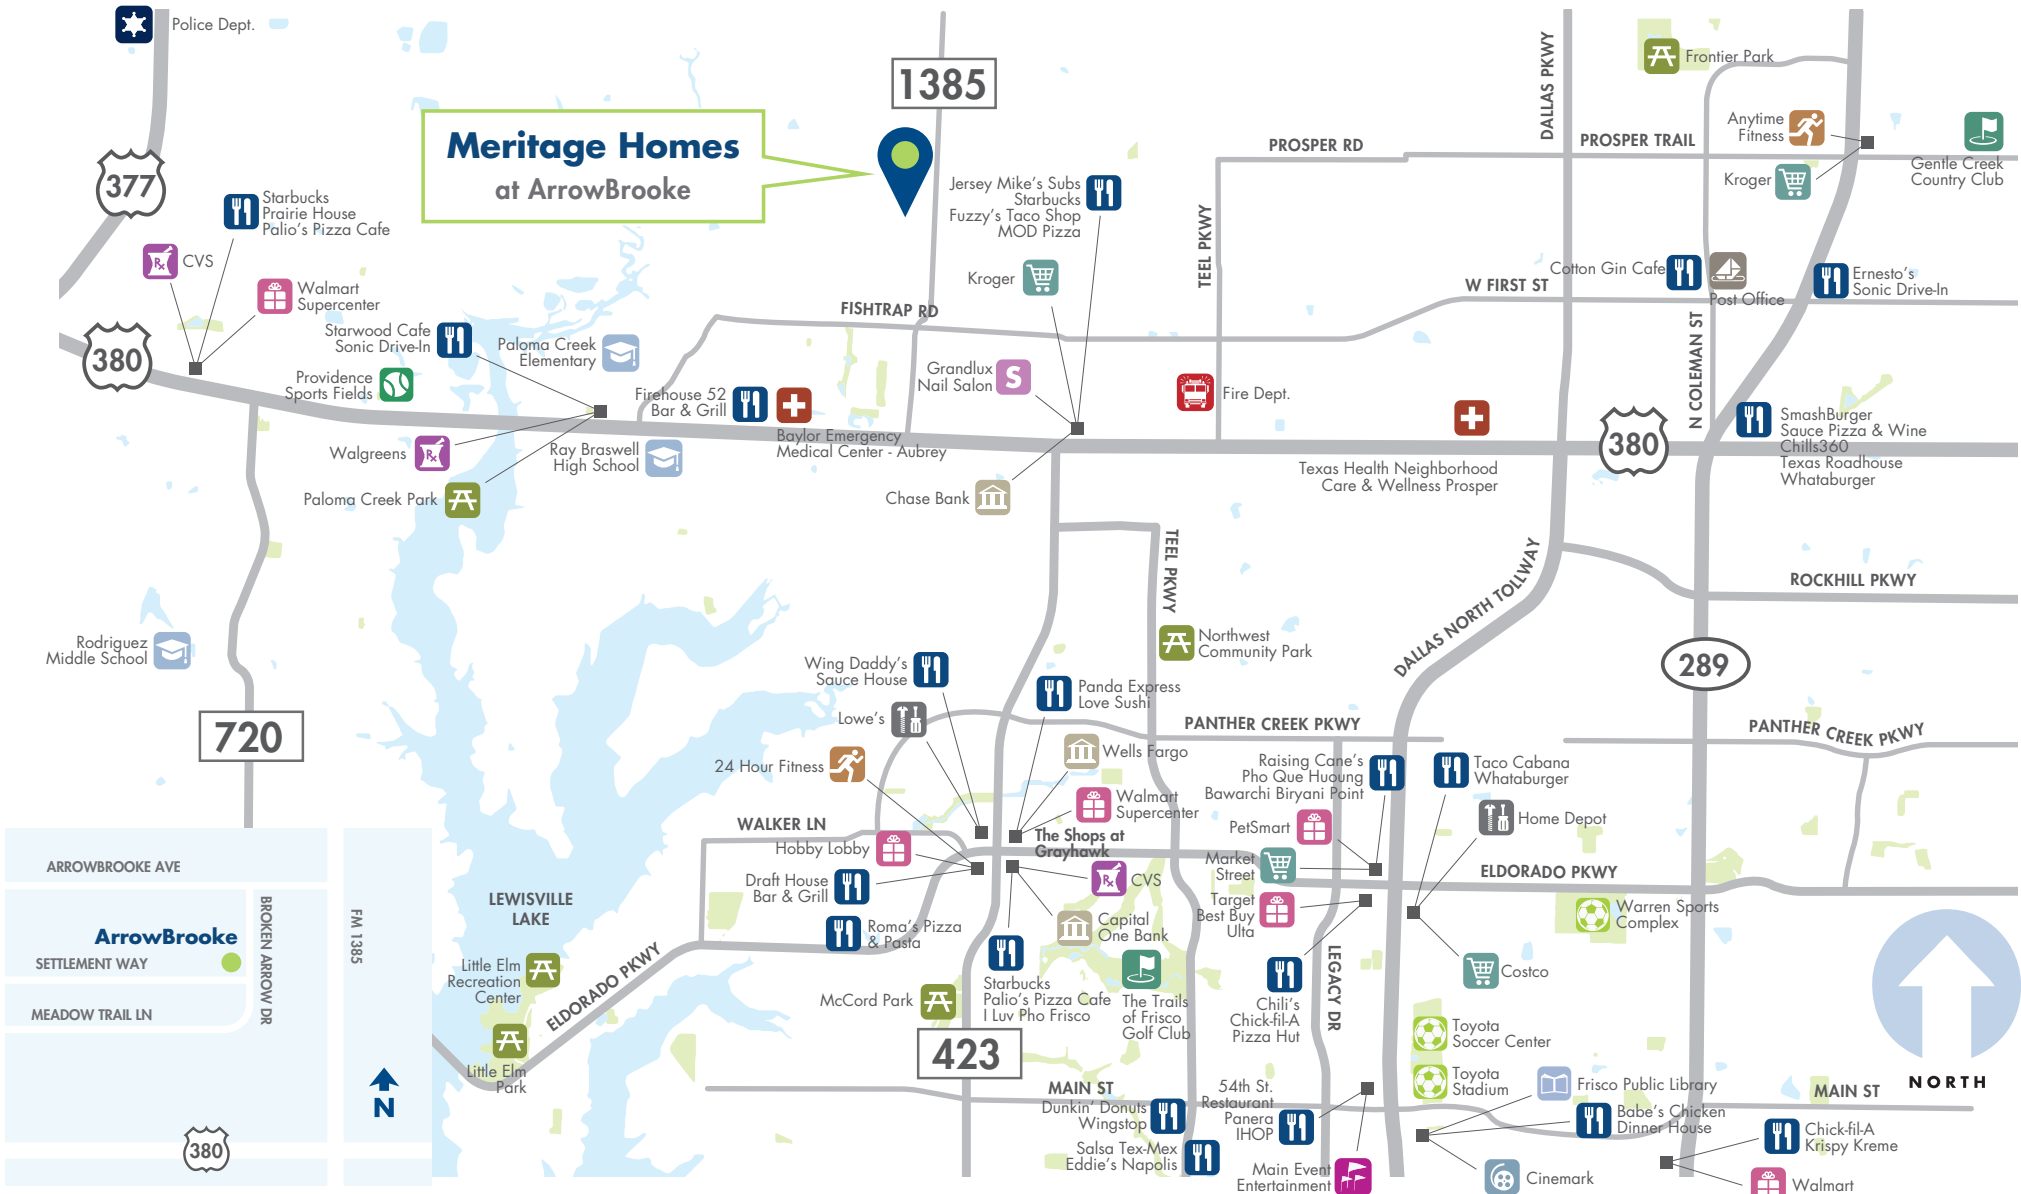 Police Dept.
1385
DALLAS PKWY
Frontier Park
Meritage Homes
at ArrowBrooke
377
Starbucks
Prairie House
Palio's Pizza Cafe
CVS
Walmart
Supercenter
Jersey Mike's Subs
Starbucks
Fuzzy's Taco Shop
MOD Pizza
Kroger
TEEL PKWY
PROSPER RD
PROSPER TRAIL
Anytime
Fitness
Kroger
Gentle Creek
Country Club
Cotton Gin Cafe
Post Office
Ernesto's
Sonic Drive-In
W FIRST ST
N COLEMAN ST
FISHTRAP RD
380
Starwood Cafe
Sonic Drive-In
Paloma Creek
Elementary
Providence
Sports Fields
Firehouse 52
Bar & Grill
Grandlux
Nail Salon
S
Fire Dept.
Walgreens
Rx
Rx
Ray Braswell
High School
Baylor Emergency
Medical Center - Aubrey
Paloma Creek Park
Chase Bank
Texas Health Neighborhood
Care & Wellness Prosper
380
SmashBurger
Sauce Pizza & Wine
Chills360
Texas Roadhouse
Whataburger
TEEL PKWY
DALLAS NORTH TOLLWAY
ROCKHILL PKWY
Rodriguez
Middle School
Northwest
Community Park
289
720
Wing Daddy's
Sauce House
Lowe's
24 Hour Fitness
Panda Express
Love Sushi
Wells Fargo
Walmart
Supercenter
PANTHER CREEK PKWY
PANTHER CREEK PKWY
Raising Cane's
Pho Que Huoung
Bawarchi Biryani Point
Taco Cabana
Whataburger
Home Depot
PetSmart
Market
Street
Target
Best Buy
Ulta
WALKER LN
The Shops at
Grayhawk
Hobby Lobby
Draft House
Bar & Grill
Roma's Pizza
& Pasta
Rx
CVS
Capital
One Bank
ELDORADO PKWY
Warren Sports
Complex
Costco
LEWISVILLE
LAKE
Little Elm
Recreation
Center
Little Elm
Park
ELDORADO PKWY
McCord Park
Starbucks
Palio's Pizza Cafe
I Luv Pho Frisco
The Trails
of Frisco
Golf Club
Chili's
Chick-fil-A
Pizza Hut
LEGACY DR
Toyota
Soccer Center
Toyota
Stadium
423
MAIN ST
Dunkin' Donuts
Wingstop
Salsa Tex-Mex
Eddie's Napolis
54th St.
Restaurant
Panera
IHOP
Main Event
Entertainment
Frisco Public Library
Babe's Chicken
Dinner House
Cinemark
MAIN ST
Chick-fil-A
Krispy Kreme
Walmart
NORTH
ARROWBROOKE AVE
ArrowBrooke
SETTLEMENT WAY
MEADOW TRAIL LN
BROKEN ARROW DR
FM 1385
N
380